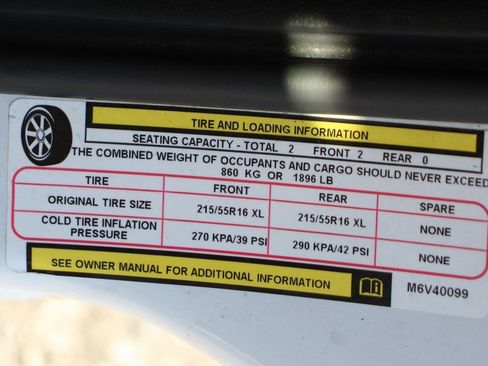 TIRE AND LOADING INFORMATION
SEATING CAPACITY - TOTAL 2 FRONT 2 REAR 0
THE COMBINED WEIGHT OF OCCUPANTS AND CARGO SHOULD NEVER EXCEED
860 KG OR 1896 LB
TIRE FRONT REAR SPARE
ORIGINAL TIRE SIZE 215/55R16 XL 215/55R16 XL NONE
COLD TIRE INFLATION PRESSURE 270 KPA/39 PSI 290 KPA/42 PSI NONE
SEE OWNER MANUAL FOR ADDITIONAL INFORMATION
M6V40099